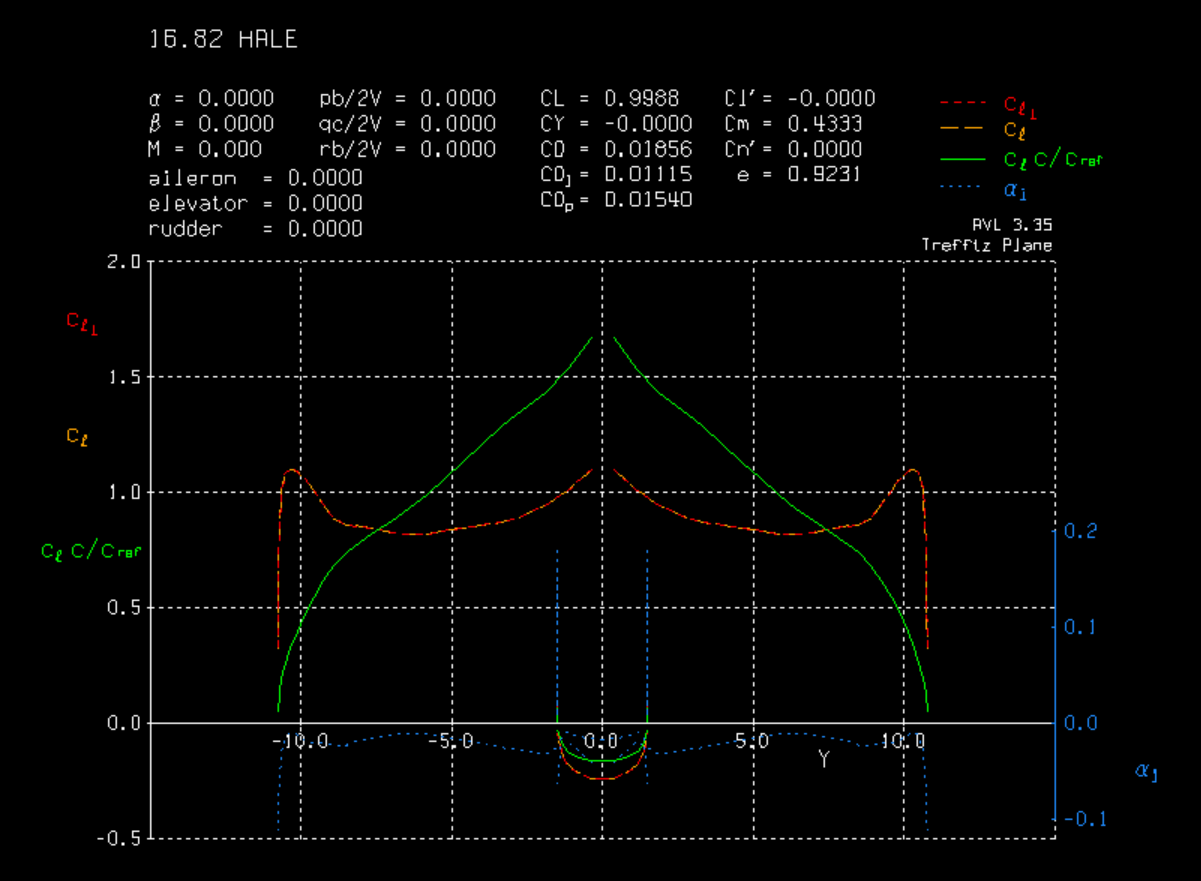 16.82 HALE
α = 0.0000 pb/2V = 0.0000 CL = 0.9988 Cl′ = -0.0000 Cℓ⊥
β = 0.0000 qc/2V = 0.0000 CY = -0.0000 Cm = 0.4333 Cℓ
M = 0.000 rb/2V = 0.0000 CD = 0.01856 Cn′ = 0.0000 Cℓ C/Cref
aileron = 0.0000 CDi = 0.01115 e = 0.9231 αi
elevator = 0.0000 CDp = 0.01540
rudder = 0.0000 AVL 3.35
Trefftz Plane
2.0
Cℓ⊥
1.5
Cℓ
1.0
0.2
Cℓ C/Cref
0.5
0.1
0.0 0.0
-10.0 -5.0 0.0 5.0 Y 10.0
αi
-0.1
-0.5